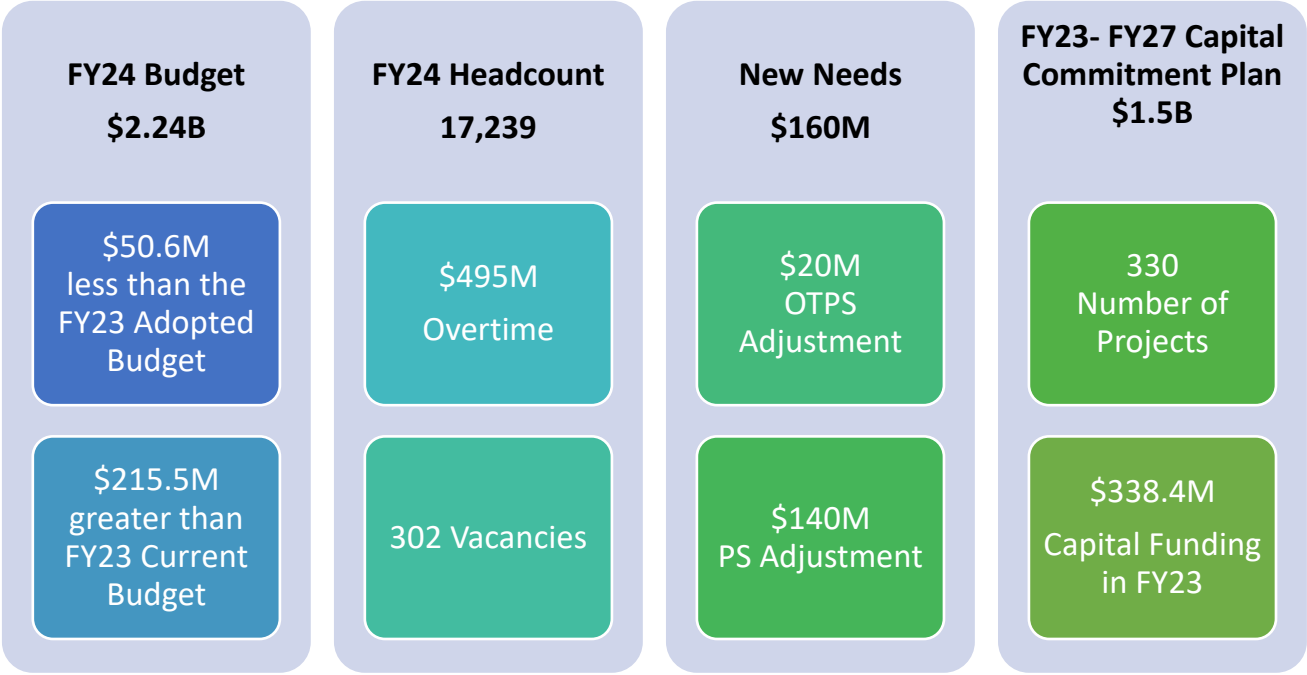 FY24 Budget
$2.24B
$50.6M
less than the
FY23 Adopted
Budget
$215.5M
greater than
FY23 Current
Budget
FY24 Headcount
17,239
$495M
Overtime
302 Vacancies
New Needs
$160M
$20M
OTPS
Adjustment
$140M
PS Adjustment
FY23- FY27 Capital
Commitment Plan
$1.5B
330
Number of
Projects
$338.4M
Capital Funding
in FY23